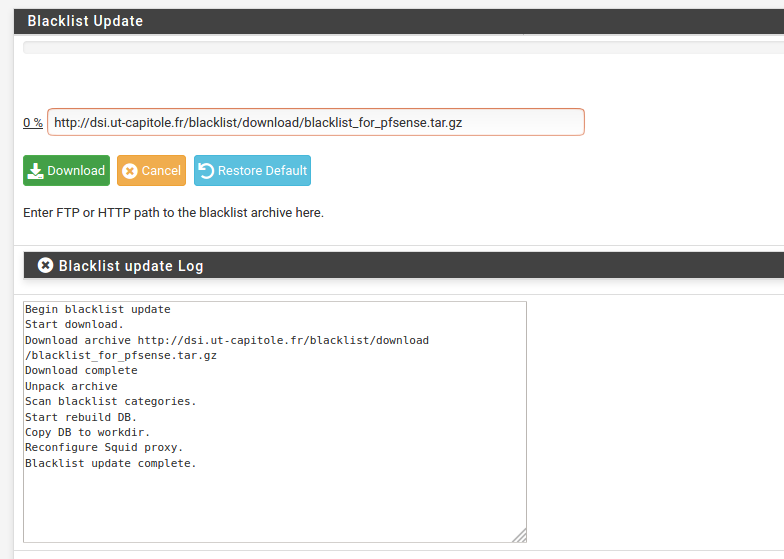 Blacklist Update
0 % http://dsi.ut-capitole.fr/blacklist/download/blacklist_for_pfsense.tar.gz
Download Cancel Restore Default
Enter FTP or HTTP path to the blacklist archive here.
Blacklist update Log
Begin blacklist update
Start download.
Download archive http://dsi.ut-capitole.fr/blacklist/download
/blacklist_for_pfsense.tar.gz
Download complete
Unpack archive
Scan blacklist categories.
Start rebuild DB.
Copy DB to workdir.
Reconfigure Squid proxy.
Blacklist update complete.